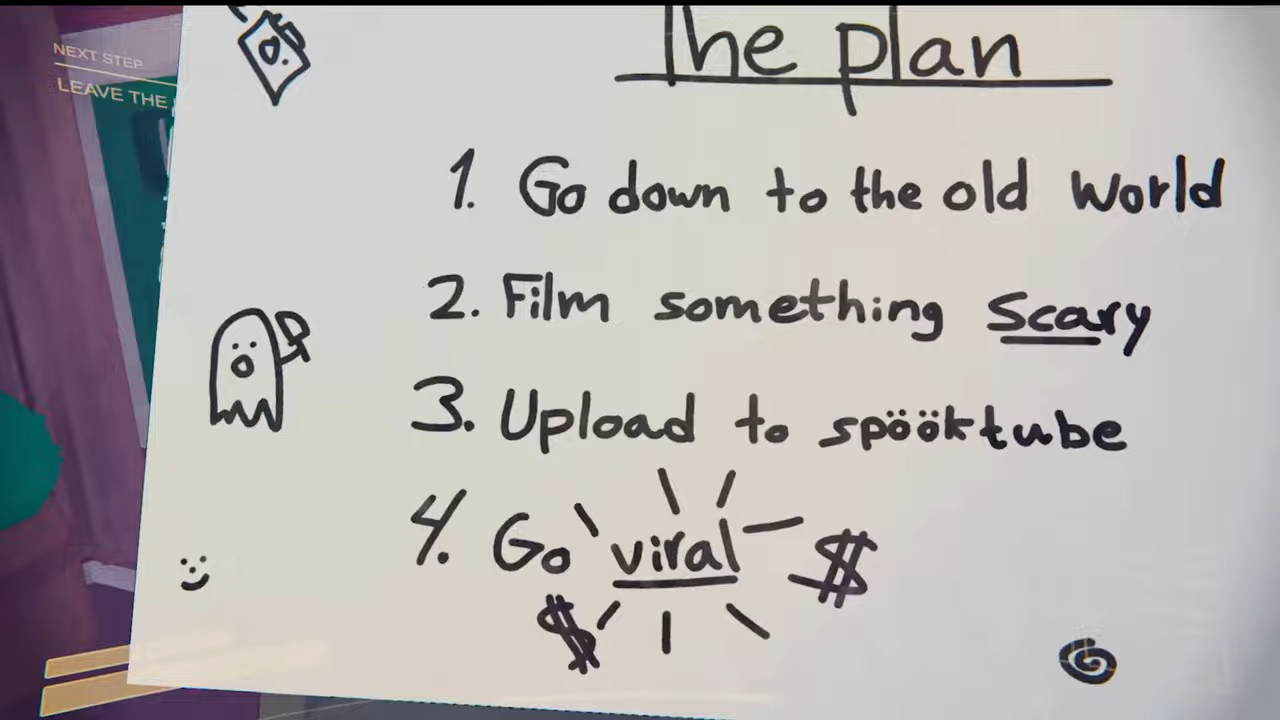 The plan
NEXT STEP
LEAVE THE
1. Go down to the old world
2. Film something scary
3. Upload to spööktube
4. Go viral
$ $